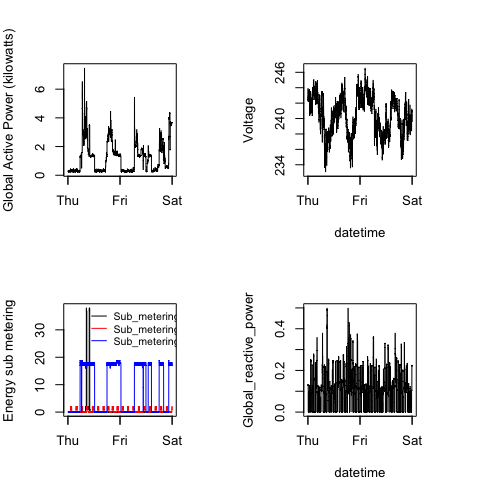 Global Active Power (kilowatts)
0 2 4 6
Thu Fri Sat
Voltage
234 240 246
Thu Fri Sat
datetime
Energy sub metering
0 10 20 30
Sub_metering
Sub_metering
Sub_metering
Thu Fri Sat
Global_reactive_power
0.0 0.2 0.4
Thu Fri Sat
datetime